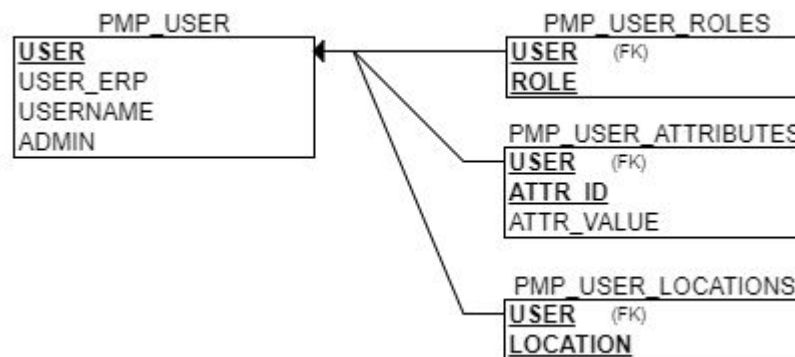 PMP_USER
USER
USER_ERP
USERNAME
ADMIN
PMP_USER_ROLES
USER (FK)
ROLE
PMP_USER_ATTRIBUTES
USER (FK)
ATTR_ID
ATTR_VALUE
PMP_USER_LOCATIONS
USER (FK)
LOCATION